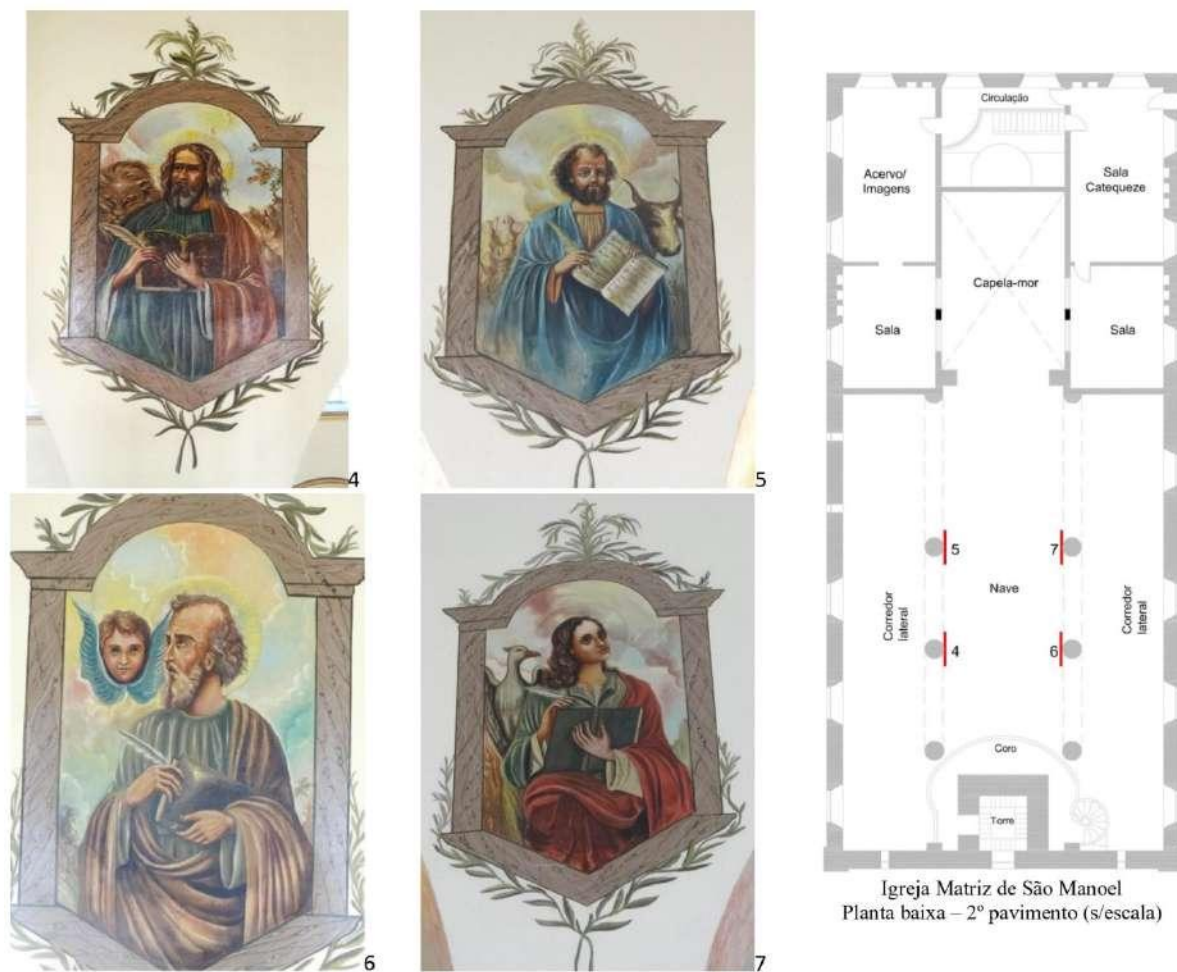 4
5
6
7
Circulação
Acervo/
Imagens
Sala
Catequeze
Capela-mor
Sala
Sala
5
7
Nave
Corredor
lateral
Corredor
lateral
4
6
Coro
Torre
Igreja Matriz de São Manoel
Planta baixa – 2º pavimento (s/escala)